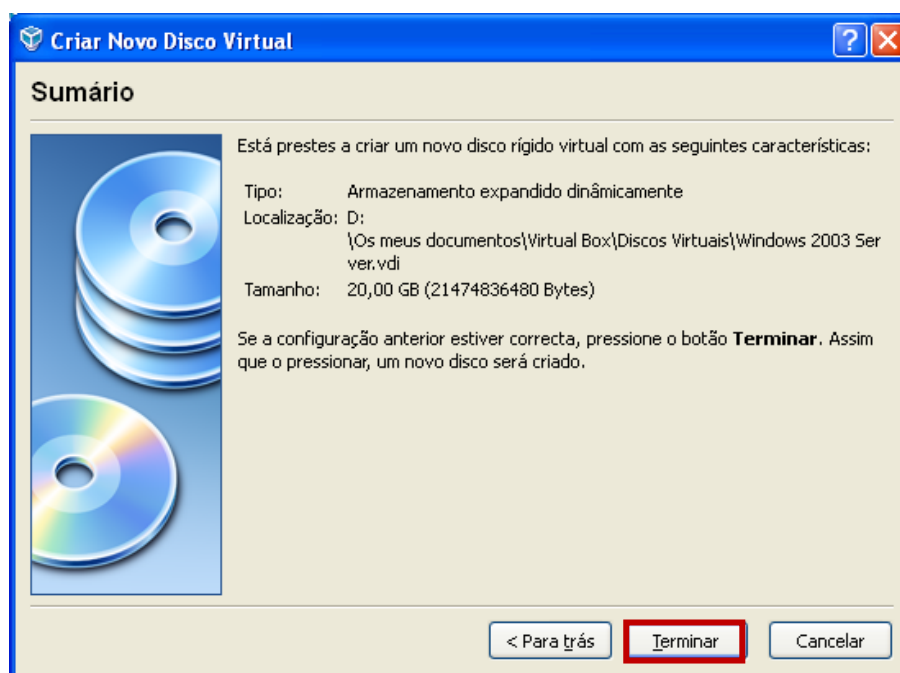 Criar Novo Disco Virtual
Sumário
Está prestes a criar um novo disco rígido virtual com as seguintes características:
Tipo: Armazenamento expandido dinâmicamente
Localização: D:
\Os meus documentos\Virtual Box\Discos Virtuais\Windows 2003 Ser
ver.vdi
Tamanho: 20,00 GB (21474836480 Bytes)
Se a configuração anterior estiver correcta, pressione o botão Terminar. Assim
que o pressionar, um novo disco será criado.
< Para trás Terminar Cancelar